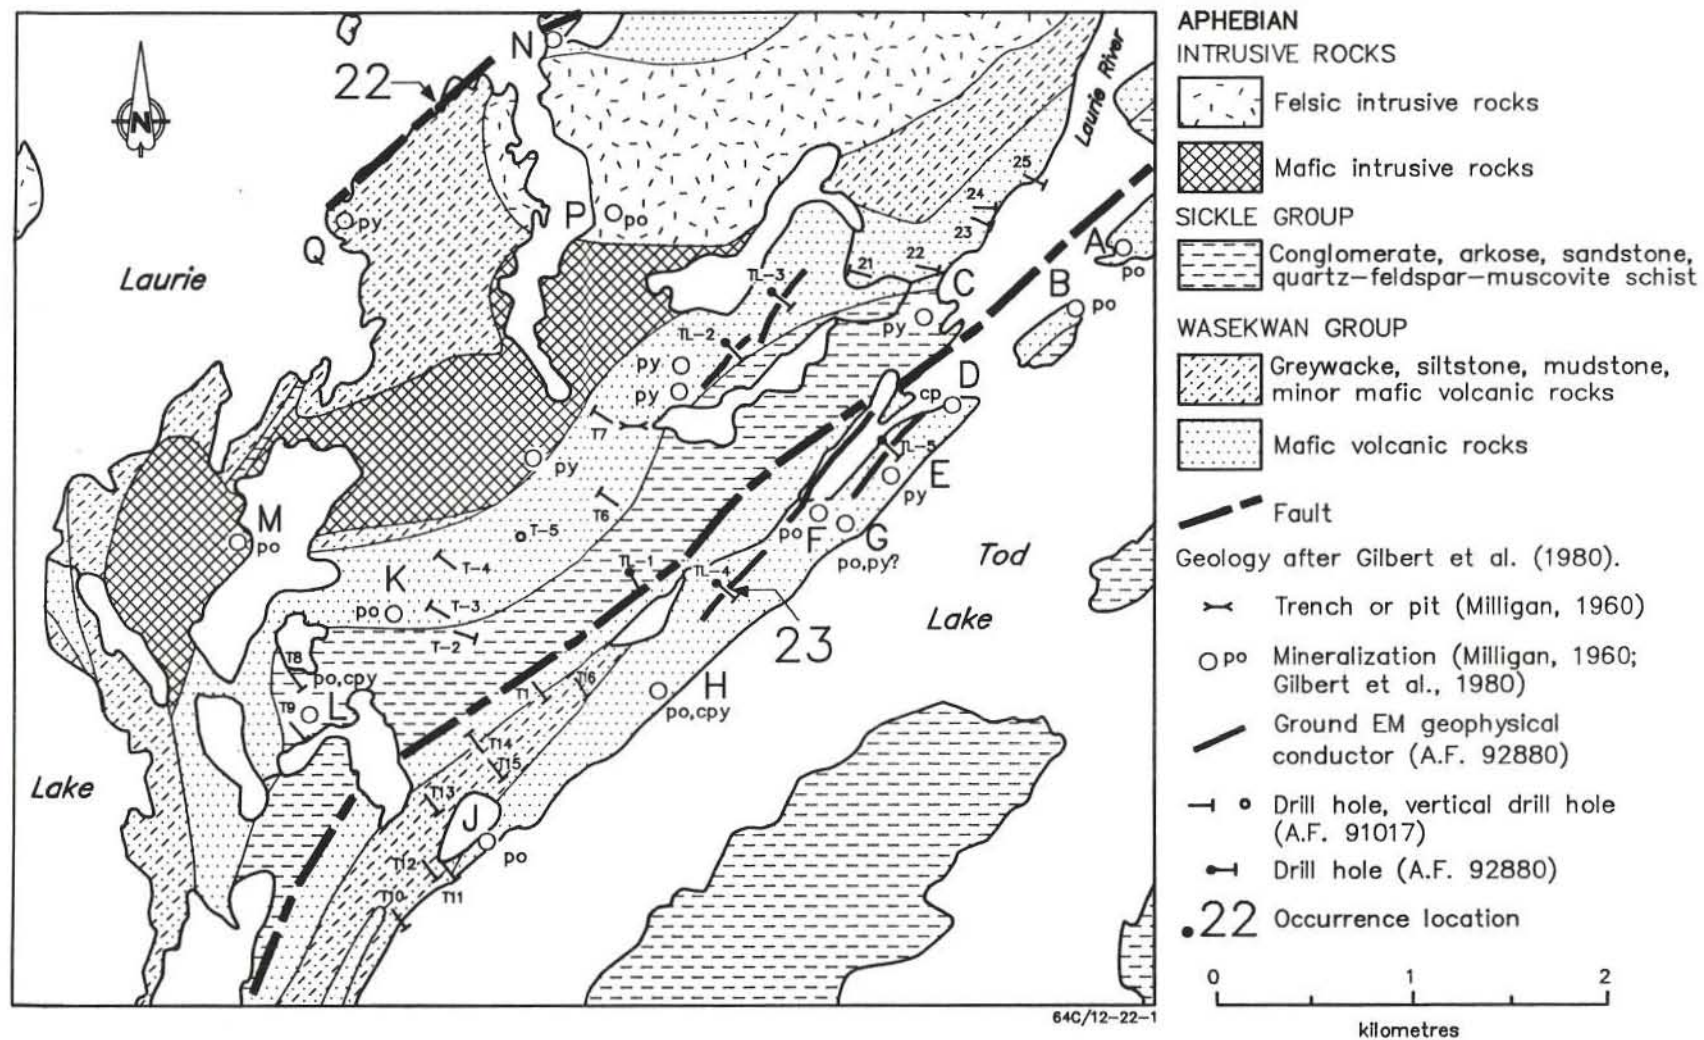 N
22
N
Laurie River
25
24
23
22
21
P
po
Q
py
A
po
B
po
C
py
Laurie
TL-3
TL-2
py
py
D
cp
T7
TL-5
E
py
py
T6
M
po
T-5
po
F
G
po,py?
Tod
T-4
TL-1
TL-4
K
po
T-3
T-2
23
Lake
T8
po,cpy
T9
L
T1
T6
H
po,cpy
T14
T15
Lake
T13
J
po
T12
T11
T10
64C/12-22-1
APHEBIAN
INTRUSIVE ROCKS
Felsic intrusive rocks
Mafic intrusive rocks
SICKLE GROUP
Conglomerate, arkose, sandstone,
quartz-feldspar-muscovite schist
WASEKWAN GROUP
Greywacke, siltstone, mudstone,
minor mafic volcanic rocks
Mafic volcanic rocks
Fault
Geology after Gilbert et al. (1980).
Trench or pit (Milligan, 1960)
po Mineralization (Milligan, 1960;
Gilbert et al., 1980)
Ground EM geophysical
conductor (A.F. 92880)
Drill hole, vertical drill hole
(A.F. 91017)
Drill hole (A.F. 92880)
.22 Occurrence location
0 1 2
kilometres